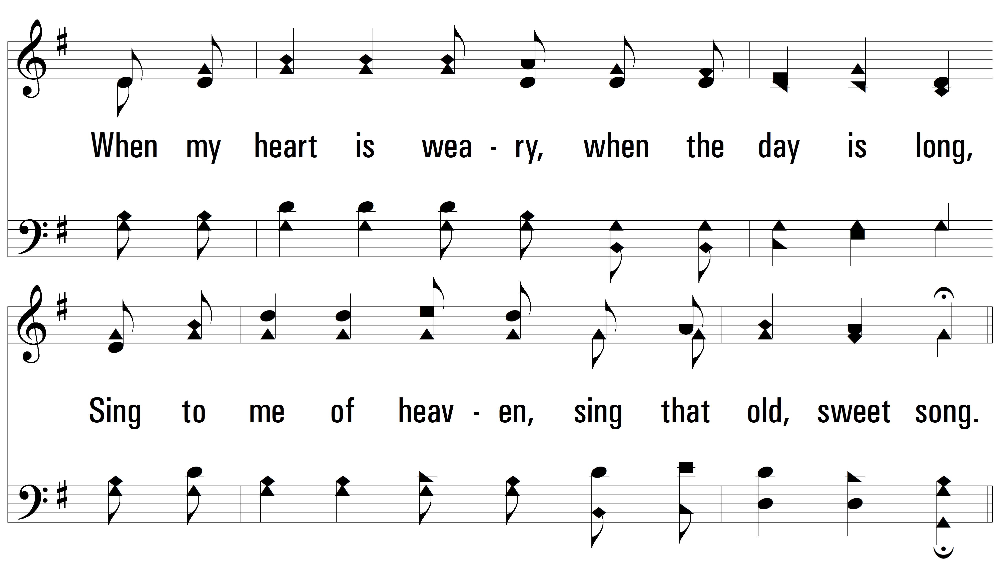 When my heart is wea - ry, when the day is long,
Sing to me of heav - en, sing that old, sweet song.